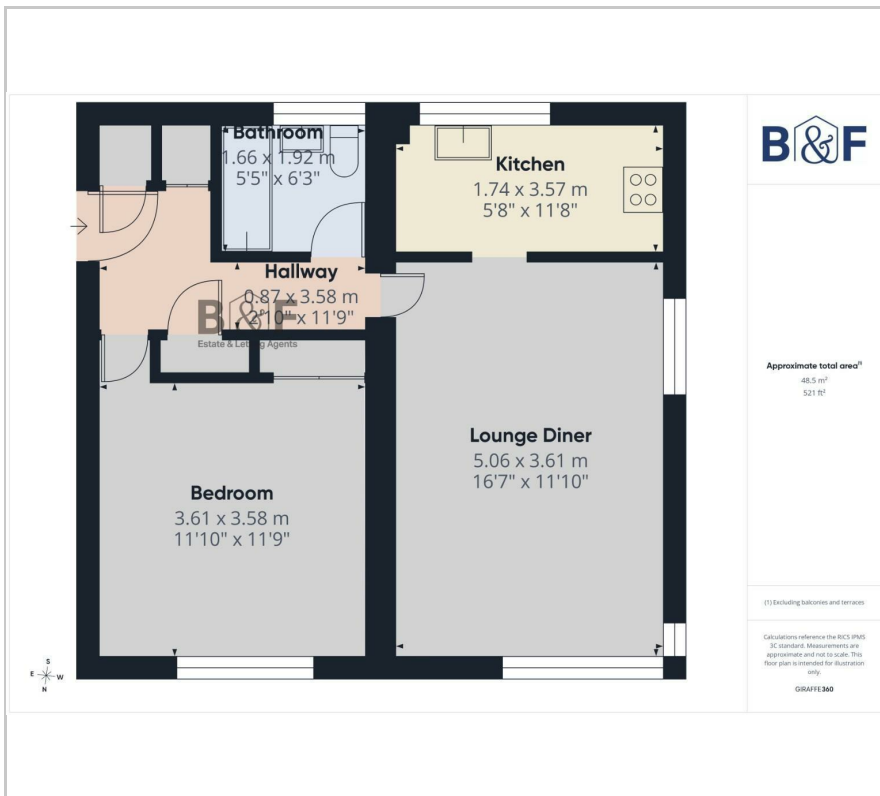 Bathroom
1.66 x 1.92 m
5'5" x 6'3"
Kitchen
1.74 x 3.57 m
5'8" x 11'8"
Hallway
0.87 x 3.58 m
2'10" x 11'9"
B&F
Estate & Letting Agents
Lounge Diner
5.06 x 3.61 m
16'7" x 11'10"
Bedroom
3.61 x 3.58 m
11'10" x 11'9"
S
E W
N
B&F
Approximate total area(1)
48.5 m²
521 ft²
(1) Excluding balconies and terraces
Calculations reference the RICS IPMS
3C standard. Measurements are
approximate and not to scale. This
floor plan is intended for illustration
only.
GIRAFFE360